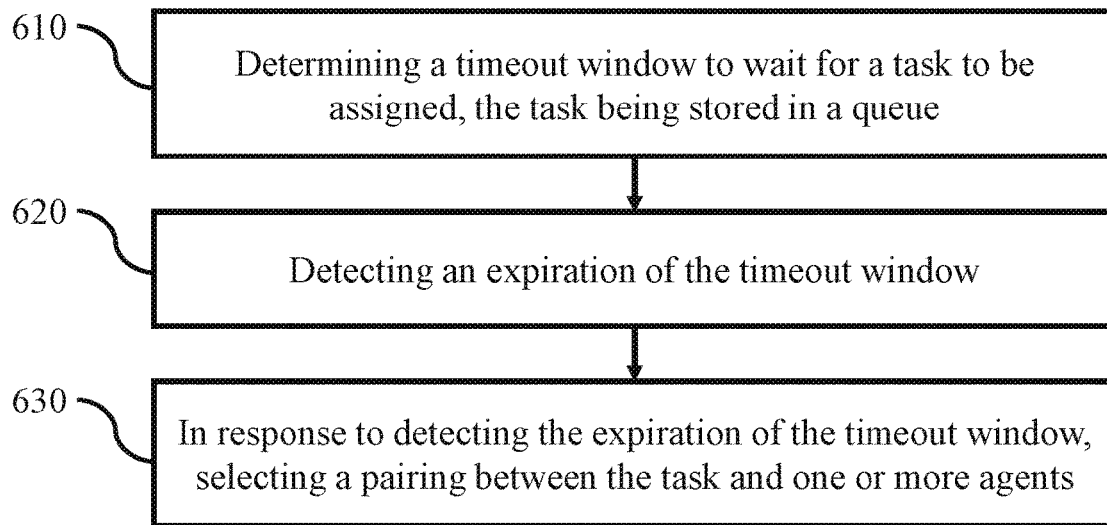 610
Determining a timeout window to wait for a task to be
assigned, the task being stored in a queue
620
Detecting an expiration of the timeout window
630
In response to detecting the expiration of the timeout window,
selecting a pairing between the task and one or more agents